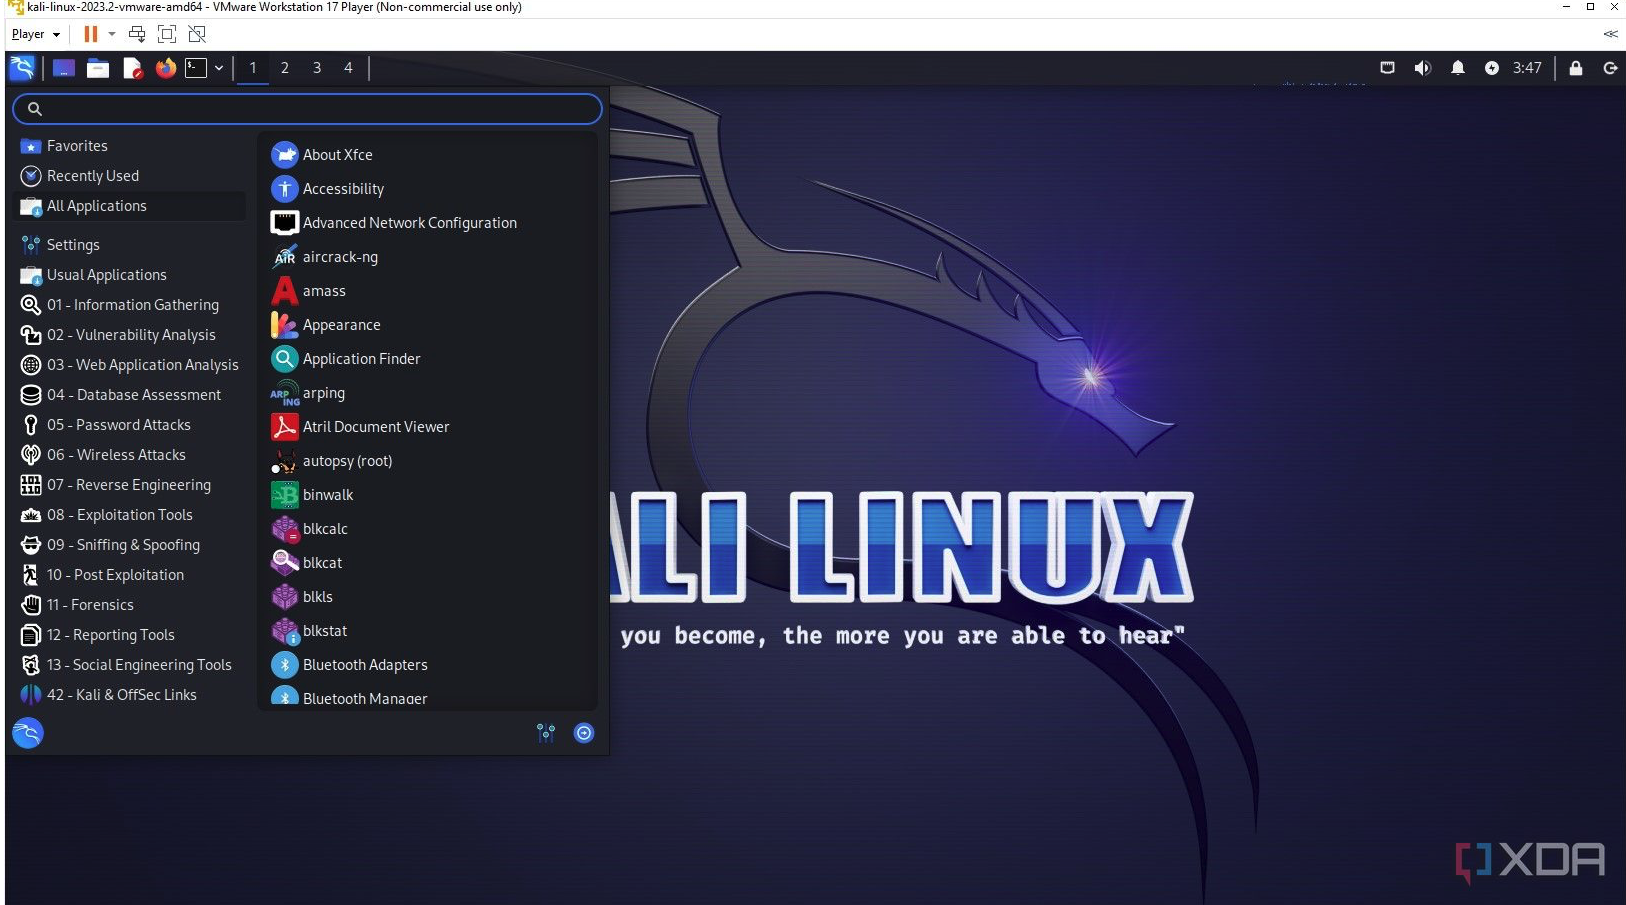 kali-linux-2023.2-vmware-amd64 - VMware Workstation 17 Player (Non-commercial use only)
Player
1 2 3 4
3:47
Favorites
Recently Used
All Applications
Settings
Usual Applications
01 - Information Gathering
02 - Vulnerability Analysis
03 - Web Application Analysis
04 - Database Assessment
05 - Password Attacks
06 - Wireless Attacks
07 - Reverse Engineering
08 - Exploitation Tools
09 - Sniffing & Spoofing
10 - Post Exploitation
11 - Forensics
12 - Reporting Tools
13 - Social Engineering Tools
42 - Kali & OffSec Links
About Xfce
Accessibility
Advanced Network Configuration
AIR
aircrack-ng
amass
Appearance
Application Finder
ARPING
arping
Atril Document Viewer
autopsy (root)
binwalk
blkcalc
blkcat
blkls
blkstat
Bluetooth Adapters
Bluetooth Manager
ALI LINUX
you become, the more you are able to hear"
XDA